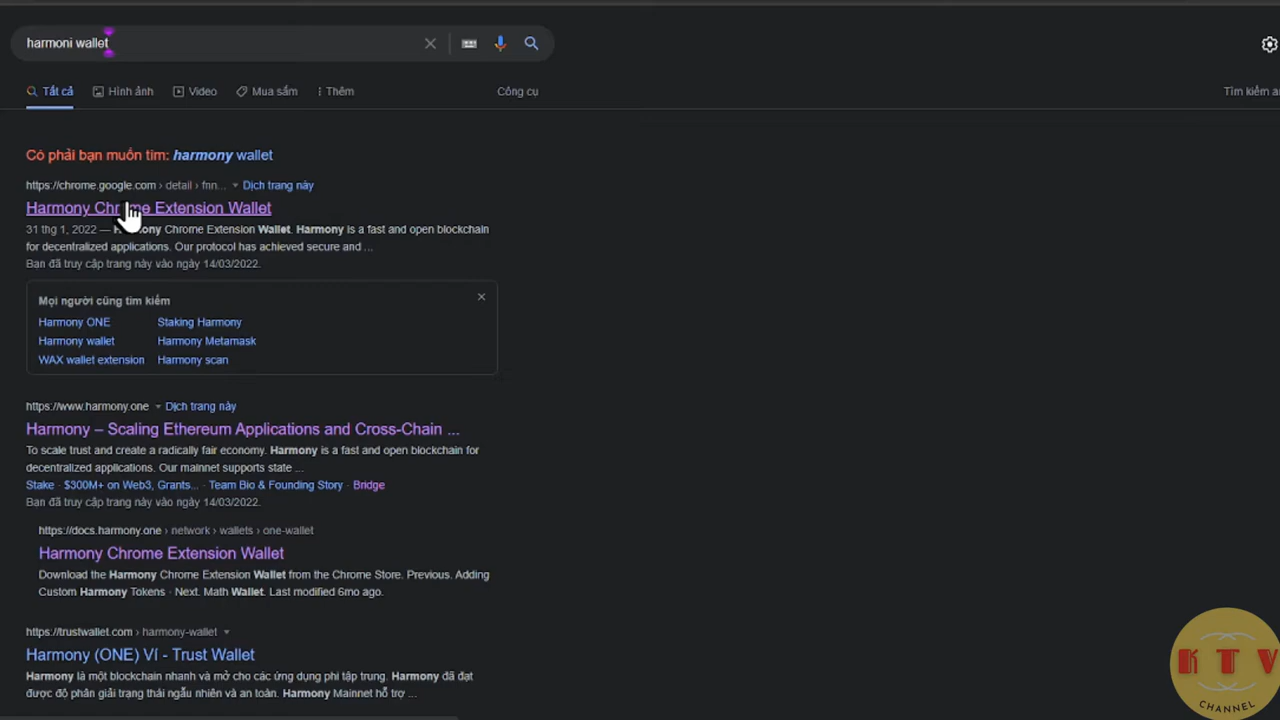 harmoni wallet
Tất cả
Hình ảnh
Video
Mua sắm
Thêm
Công cụ
Tìm kiếm an
Có phải bạn muốn tìm: harmony wallet
https://chrome.google.com › detail › fnn... Dịch trang này
Harmony Chrome Extension Wallet
31 thg 1, 2022 — Harmony Chrome Extension Wallet. Harmony is a fast and open blockchain
for decentralized applications. Our protocol has achieved secure and ...
Bạn đã truy cập trang này vào ngày 14/03/2022.
Mọi người cũng tìm kiếm
Harmony ONE
Staking Harmony
Harmony wallet
Harmony Metamask
WAX wallet extension
Harmony scan
https://www.harmony.one Dịch trang này
Harmony – Scaling Ethereum Applications and Cross-Chain ...
To scale trust and create a radically fair economy. Harmony is a fast and open blockchain for
decentralized applications. Our mainnet supports state ...
Stake · $300M+ on Web3, Grants... · Team Bio & Founding Story · Bridge
Bạn đã truy cập trang này vào ngày 14/03/2022.
https://docs.harmony.one › network › wallets › one-wallet
Harmony Chrome Extension Wallet
Download the Harmony Chrome Extension Wallet from the Chrome Store. Previous. Adding
Custom Harmony Tokens · Next. Math Wallet. Last modified 6mo ago.
https://trustwallet.com › harmony-wallet
Harmony (ONE) Ví - Trust Wallet
Harmony là một blockchain nhanh và mở cho các ứng dụng phi tập trung. Harmony đã đạt
được độ phân giải trạng thái ngẫu nhiên và an toàn. Harmony Mainnet hỗ trợ ...
KTV
CHANNEL